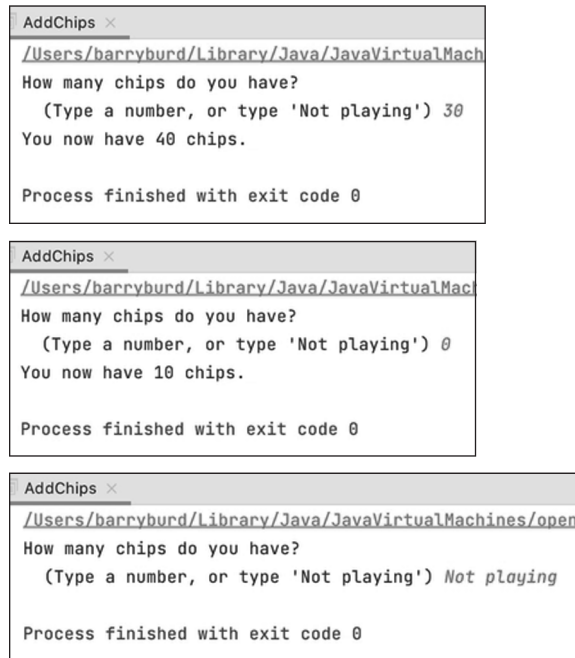 AddChips ×
/Users/barryburd/Library/Java/JavaVirtualMach
How many chips do you have?
(Type a number, or type 'Not playing') 30
You now have 40 chips.
Process finished with exit code 0
AddChips ×
/Users/barryburd/Library/Java/JavaVirtualMach
How many chips do you have?
(Type a number, or type 'Not playing') 0
You now have 10 chips.
Process finished with exit code 0
AddChips ×
/Users/barryburd/Library/Java/JavaVirtualMachines/open
How many chips do you have?
(Type a number, or type 'Not playing') Not playing
Process finished with exit code 0